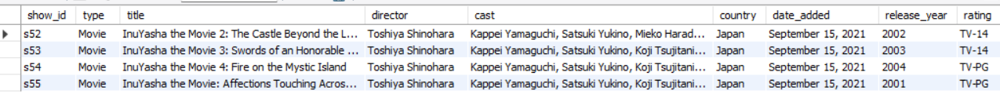 show_id type title director cast country date_added release_year rating
s52 Movie InuYasha the Movie 2: The Castle Beyond the L... Toshiya Shinohara Kappei Yamaguchi, Satsuki Yukino, Mieko Harad... Japan September 15, 2021 2002 TV-14
s53 Movie InuYasha the Movie 3: Swords of an Honorable ... Toshiya Shinohara Kappei Yamaguchi, Satsuki Yukino, Koji Tsujitani... Japan September 15, 2021 2003 TV-14
s54 Movie InuYasha the Movie 4: Fire on the Mystic Island Toshiya Shinohara Kappei Yamaguchi, Satsuki Yukino, Koji Tsujitani... Japan September 15, 2021 2004 TV-PG
s55 Movie InuYasha the Movie: Affections Touching Acros... Toshiya Shinohara Kappei Yamaguchi, Satsuki Yukino, Koji Tsujitani... Japan September 15, 2021 2001 TV-PG